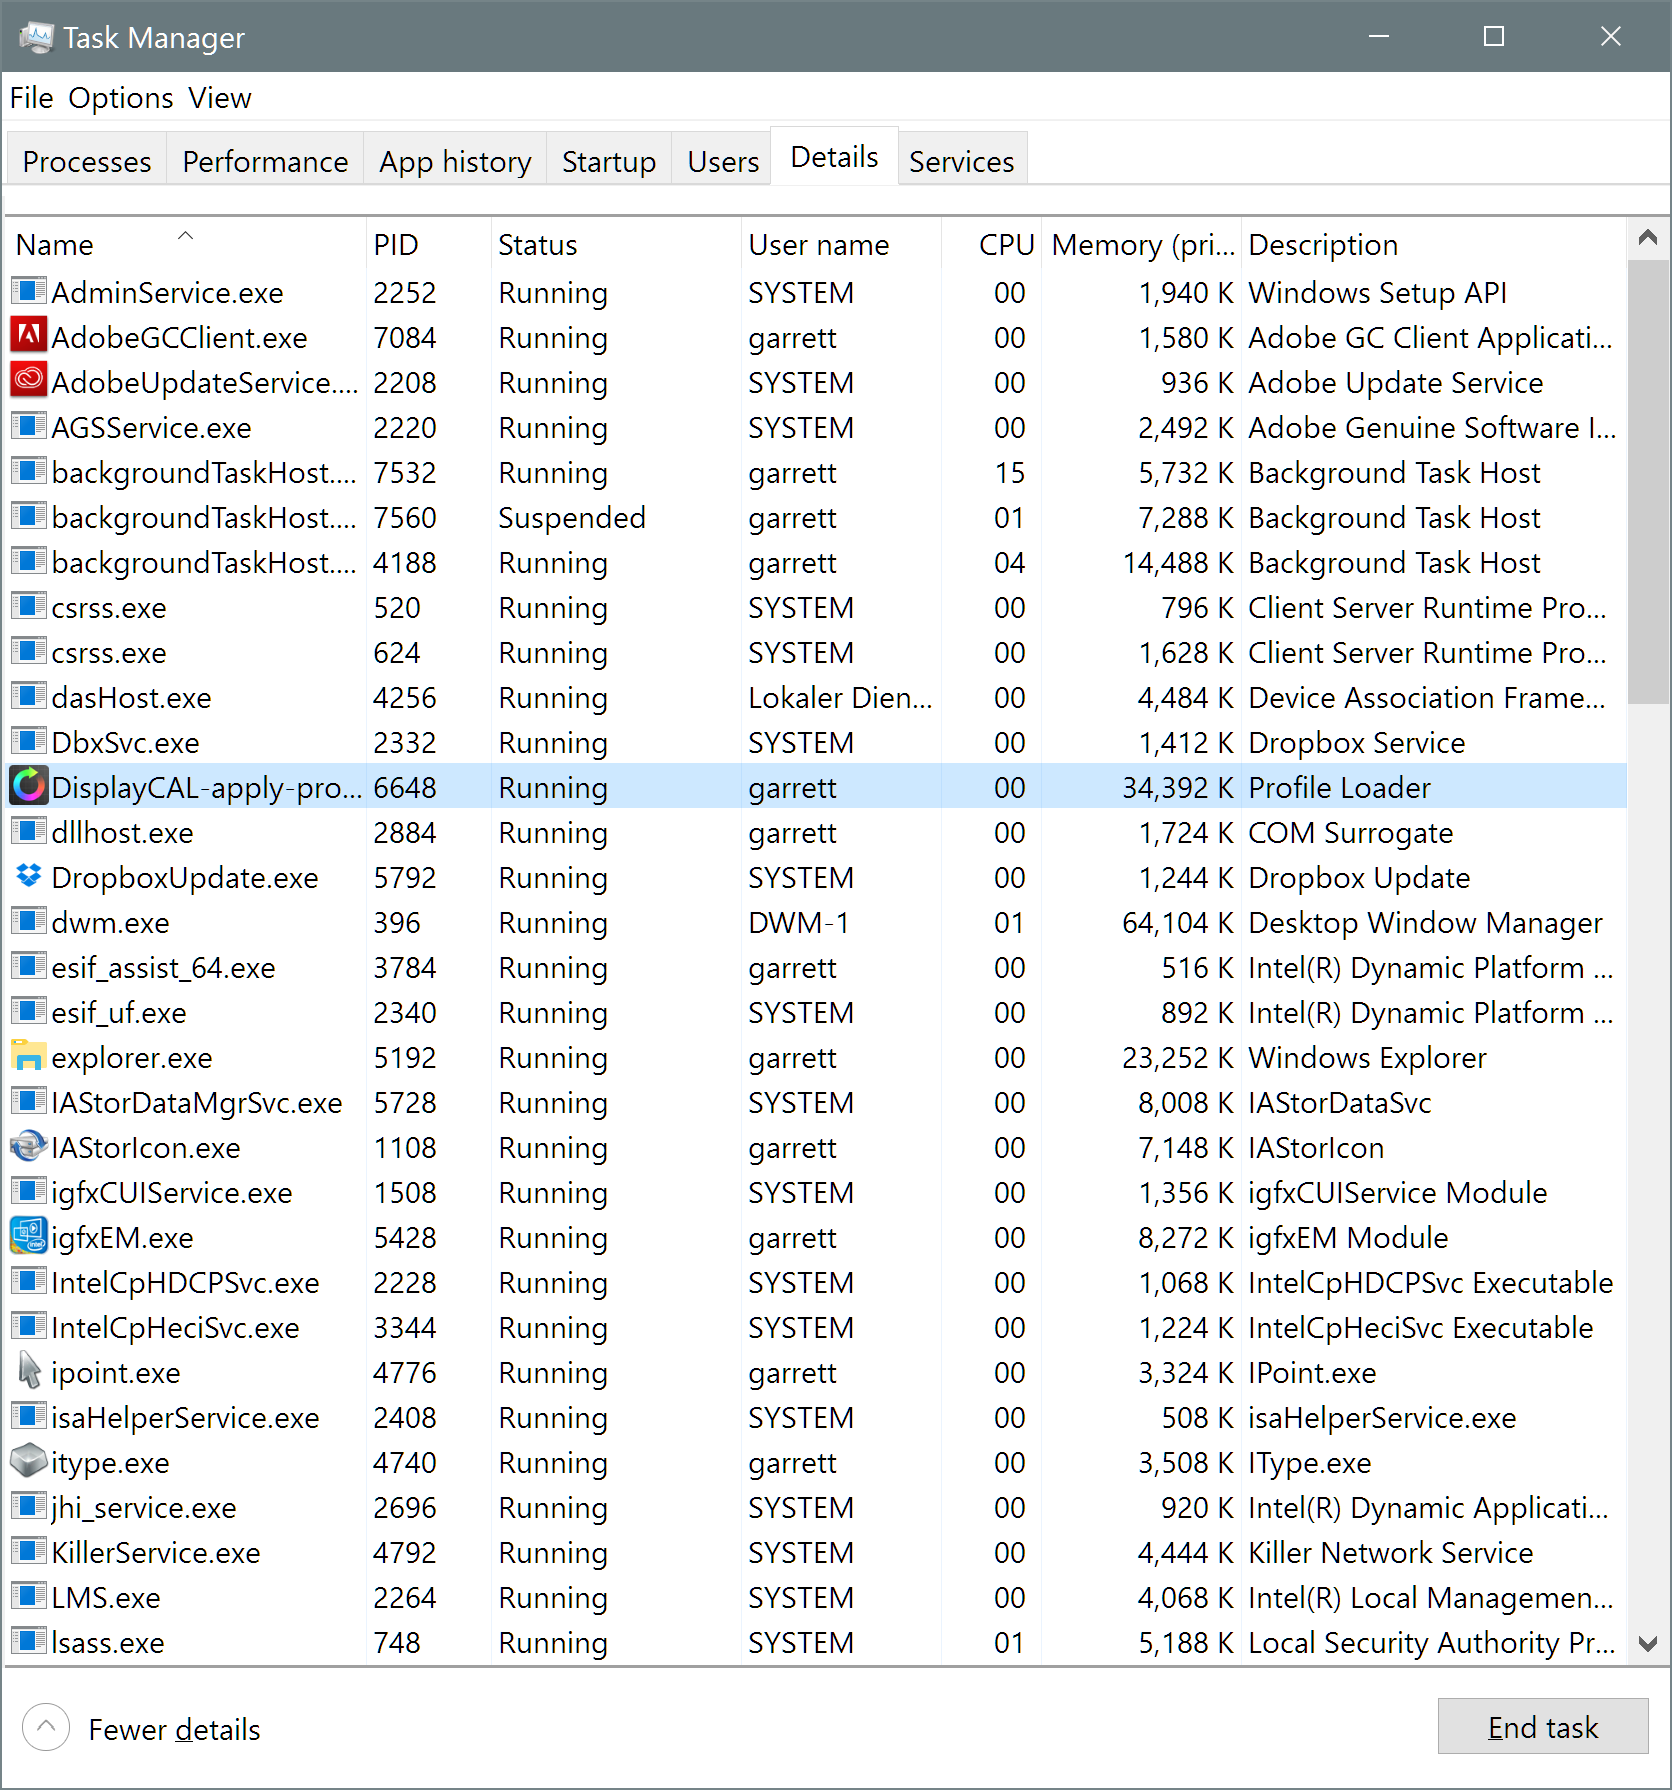 Task Manager
File Options View
Processes Performance App history Startup Users Details Services
Name PID Status User name CPU Memory (pri... Description
AdminService.exe 2252 Running SYSTEM 00 1,940 K Windows Setup API
AdobeGCClient.exe 7084 Running garrett 00 1,580 K Adobe GC Client Applicati...
AdobeUpdateService.... 2208 Running SYSTEM 00 936 K Adobe Update Service
AGSService.exe 2220 Running SYSTEM 00 2,492 K Adobe Genuine Software I...
backgroundTaskHost.... 7532 Running garrett 15 5,732 K Background Task Host
backgroundTaskHost.... 7560 Suspended garrett 01 7,288 K Background Task Host
backgroundTaskHost.... 4188 Running garrett 04 14,488 K Background Task Host
csrss.exe 520 Running SYSTEM 00 796 K Client Server Runtime Pro...
csrss.exe 624 Running SYSTEM 00 1,628 K Client Server Runtime Pro...
dasHost.exe 4256 Running Lokaler Dien... 00 4,484 K Device Association Frame...
DbxSvc.exe 2332 Running SYSTEM 00 1,412 K Dropbox Service
DisplayCAL-apply-pro... 6648 Running garrett 00 34,392 K Profile Loader
dllhost.exe 2884 Running garrett 00 1,724 K COM Surrogate
DropboxUpdate.exe 5792 Running SYSTEM 00 1,244 K Dropbox Update
dwm.exe 396 Running DWM-1 01 64,104 K Desktop Window Manager
esif_assist_64.exe 3784 Running garrett 00 516 K Intel(R) Dynamic Platform ...
esif_uf.exe 2340 Running SYSTEM 00 892 K Intel(R) Dynamic Platform ...
explorer.exe 5192 Running garrett 00 23,252 K Windows Explorer
IAStorDataMgrSvc.exe 5728 Running SYSTEM 00 8,008 K IAStorDataSvc
IAStorIcon.exe 1108 Running garrett 00 7,148 K IAStorIcon
igfxCUIService.exe 1508 Running SYSTEM 00 1,356 K igfxCUIService Module
igfxEM.exe 5428 Running garrett 00 8,272 K igfxEM Module
IntelCpHDCPSvc.exe 2228 Running SYSTEM 00 1,068 K IntelCpHDCPSvc Executable
IntelCpHeciSvc.exe 3344 Running SYSTEM 00 1,224 K IntelCpHeciSvc Executable
ipoint.exe 4776 Running garrett 00 3,324 K IPoint.exe
isaHelperService.exe 2408 Running SYSTEM 00 508 K isaHelperService.exe
itype.exe 4740 Running garrett 00 3,508 K IType.exe
jhi_service.exe 2696 Running SYSTEM 00 920 K Intel(R) Dynamic Applicati...
KillerService.exe 4792 Running SYSTEM 00 4,444 K Killer Network Service
LMS.exe 2264 Running SYSTEM 00 4,068 K Intel(R) Local Managemen...
lsass.exe 748 Running SYSTEM 01 5,188 K Local Security Authority Pr...
Fewer details End task